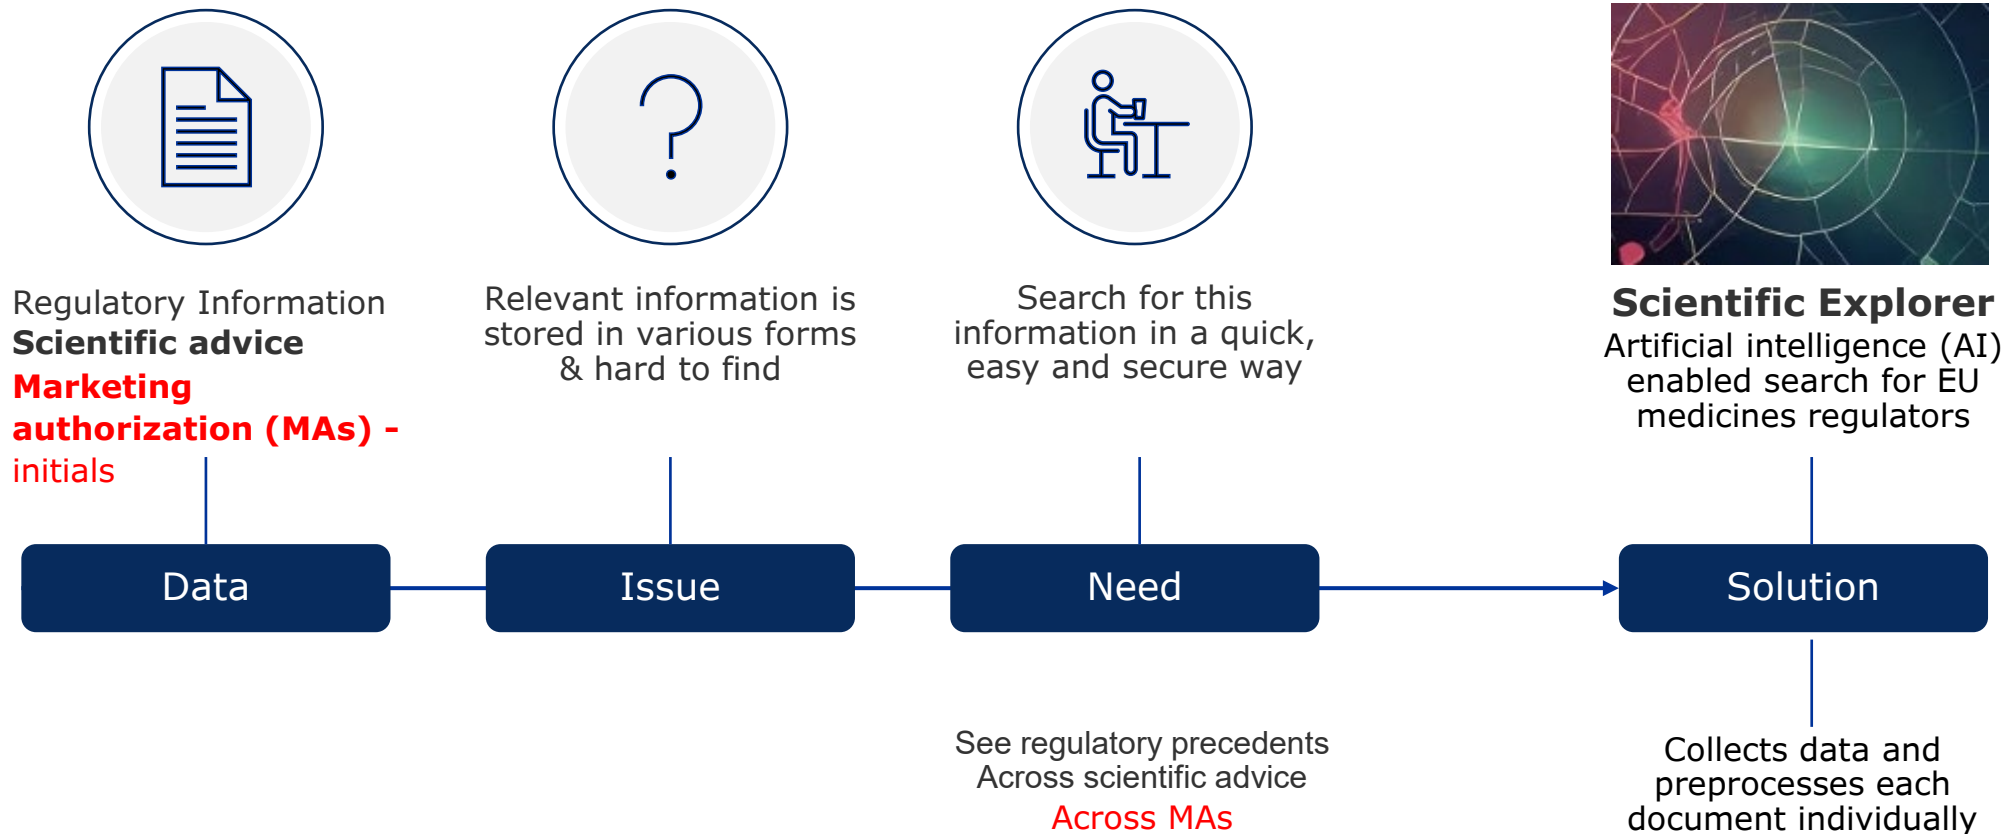 Regulatory Information
Scientific advice
Marketing
authorization (MAs) -
initials
Relevant information is
stored in various forms
& hard to find
Search for this
information in a quick,
easy and secure way
Scientific Explorer
Artificial intelligence (AI)
enabled search for EU
medicines regulators
Data
Issue
Need
Solution
See regulatory precedents
Across scientific advice
Across MAs
Collects data and
preprocesses each
document individually